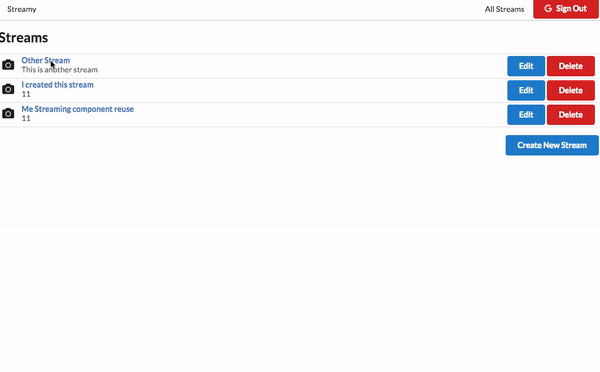 Streamy All Streams Sign Out
Streams
Other Stream
This is another stream
Edit Delete
I created this stream
11
Edit Delete
Me Streaming component reuse
11
Edit Delete
Create New Stream